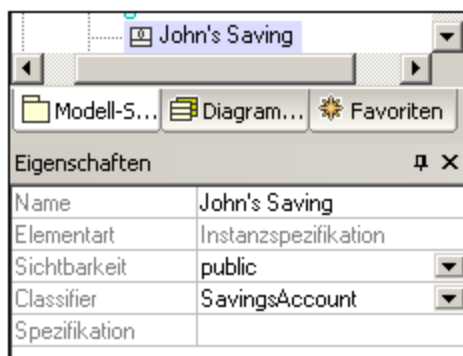 John's Saving
Modell-S... Diagram... Favoriten
Eigenschaften
Name John's Saving
Elementart Instanzspezifikation
Sichtbarkeit public
Classifier SavingsAccount
Spezifikation